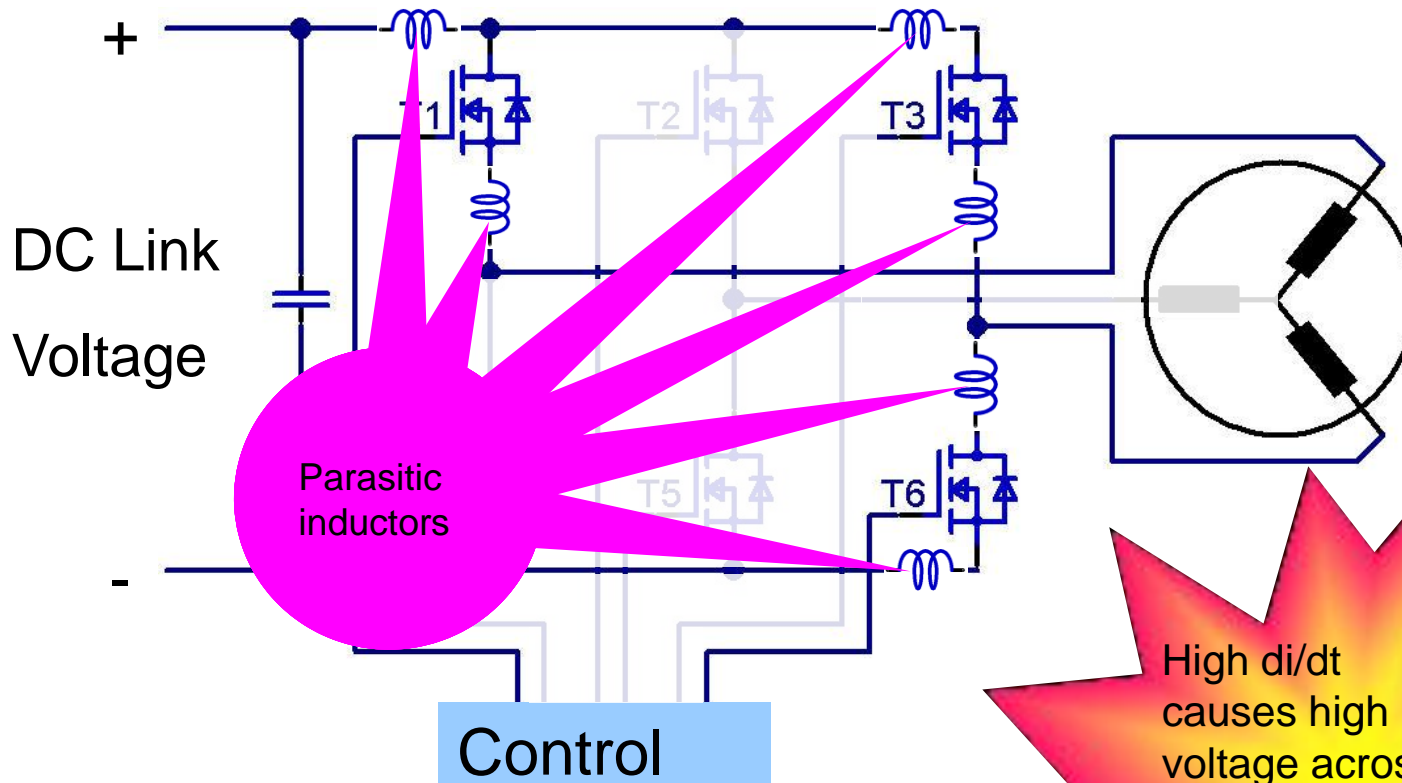 +
T1
T2
T3
DC Link
Voltage
Parasitic
inductors
T5
T6
-
High di/dt
causes high
Control